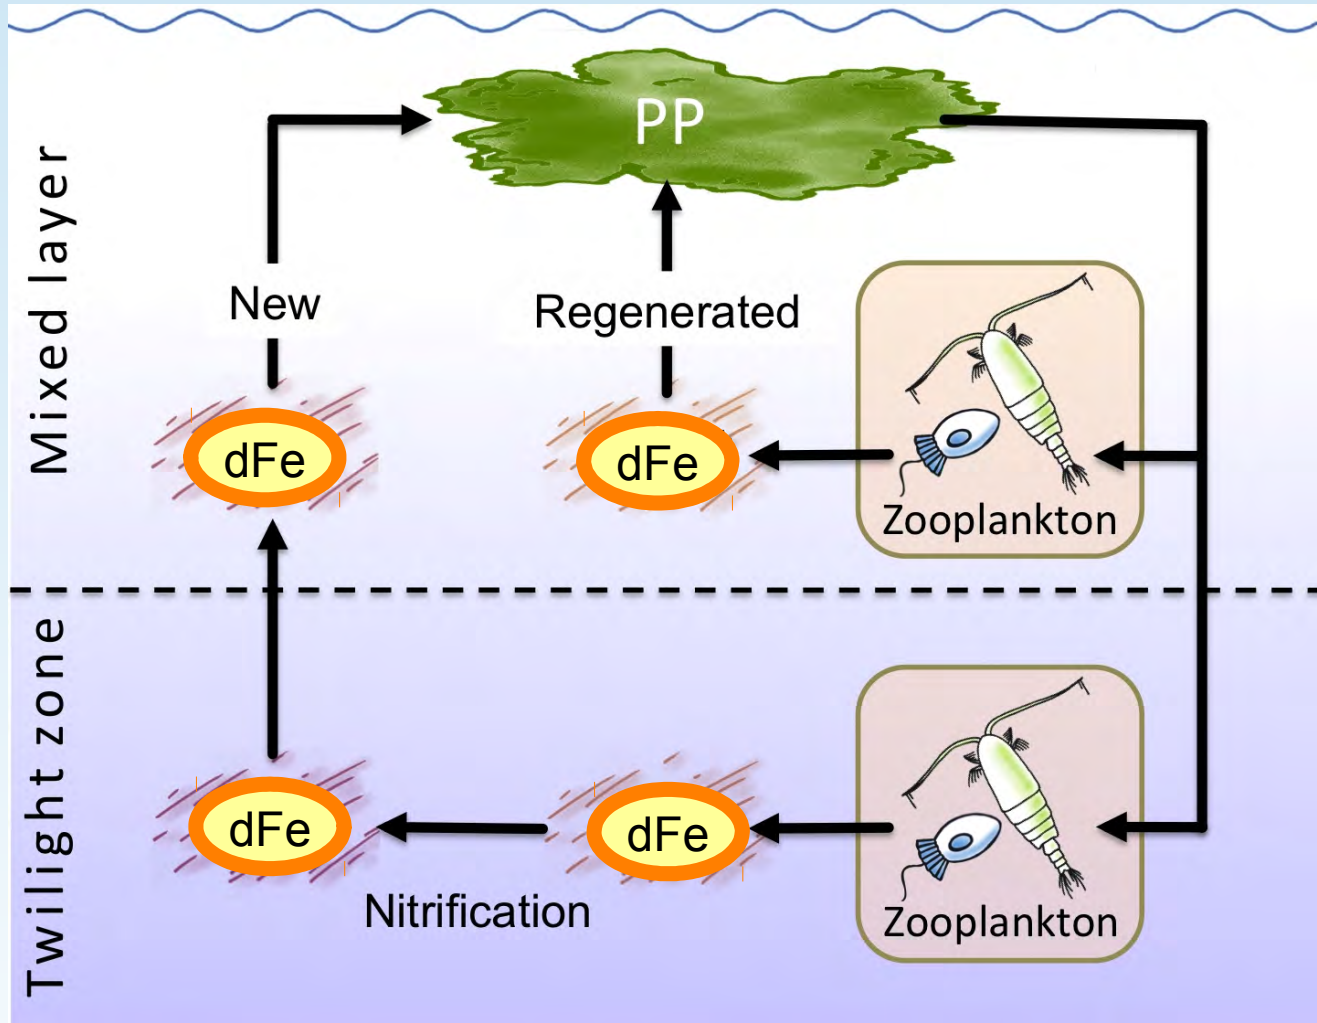 PP
Mixed layer
New
Regenerated
dFe
dFe
Zooplankton
Twilight zone
dFe
dFe
Nitrification
Zooplankton